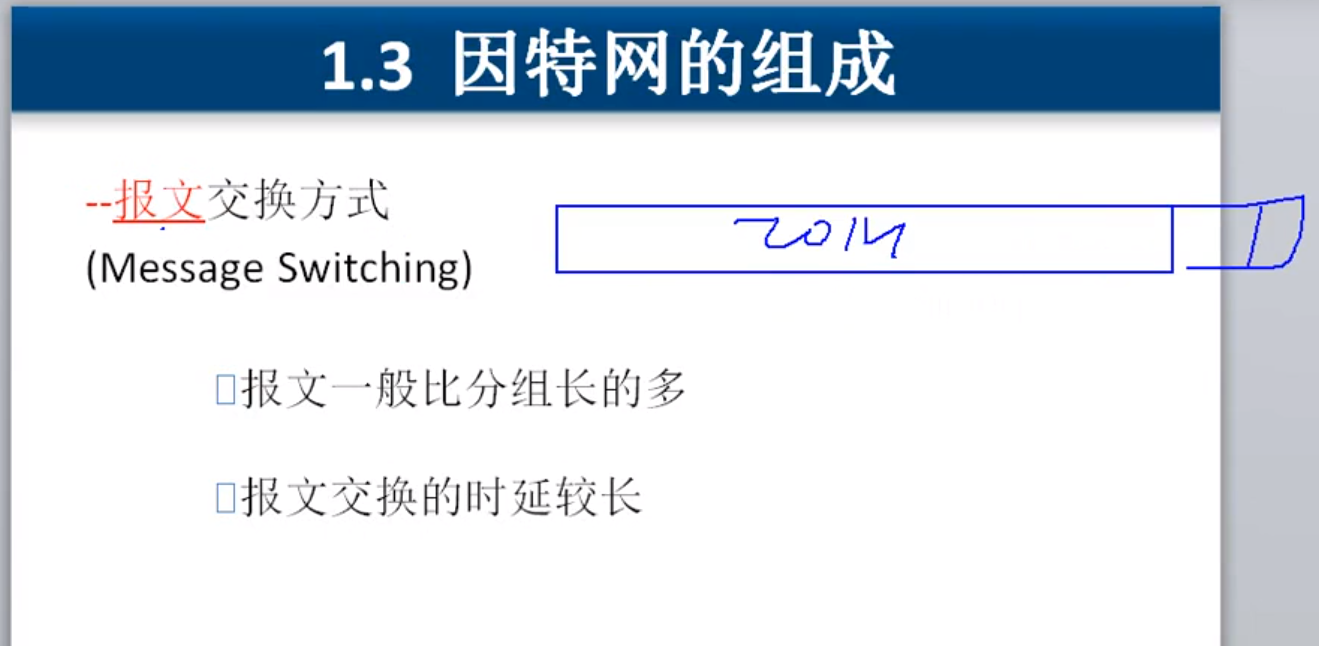 1.3 因特网的组成
--报文交换方式
(Message Switching)
报文一般比分组长的多
报文交换的时延较长